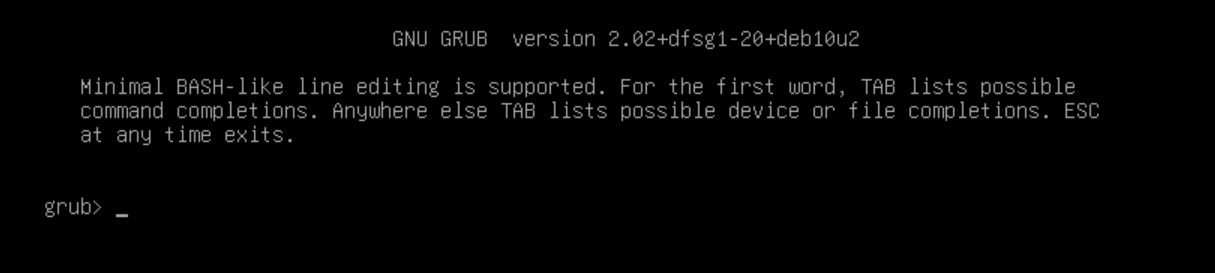 GNU GRUB  version 2.02+dfsg1-20+deb10u2
Minimal BASH-like line editing is supported. For the first word, TAB lists possible
command completions. Anywhere else TAB lists possible device or file completions. ESC
at any time exits.
grub> _